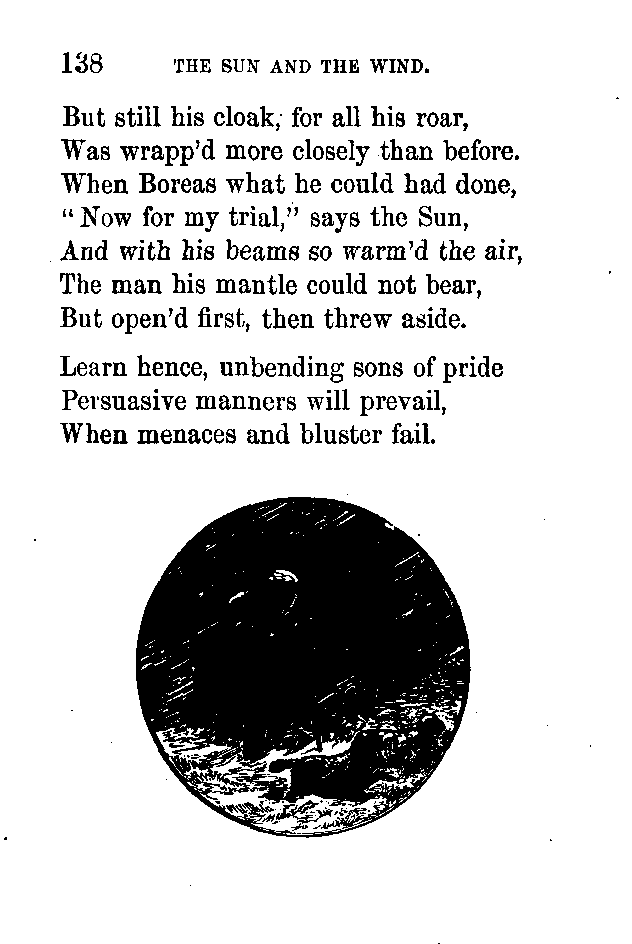 138 THE SUN AND THE WIND.
But still his cloak, for all his roar,
Was wrapp'd more closely than before.
When Boreas what he could had done,
“Now for my trial,” says the Sun,
And with his beams so warm'd the air,
The man his mantle could not bear,
But open'd first, then threw aside.
Learn hence, unbending sons of pride
Persuasive manners will prevail,
When menaces and bluster fail.